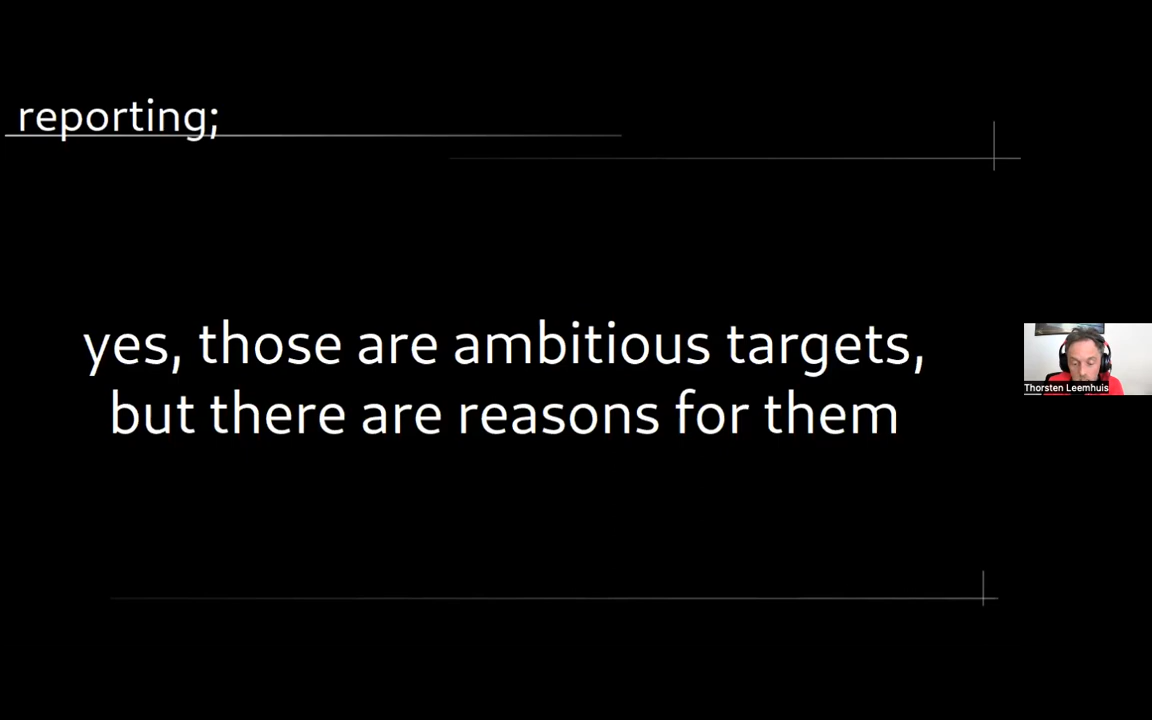 reporting;
yes, those are ambitious targets,
but there are reasons for them
Thorsten Leemhuis